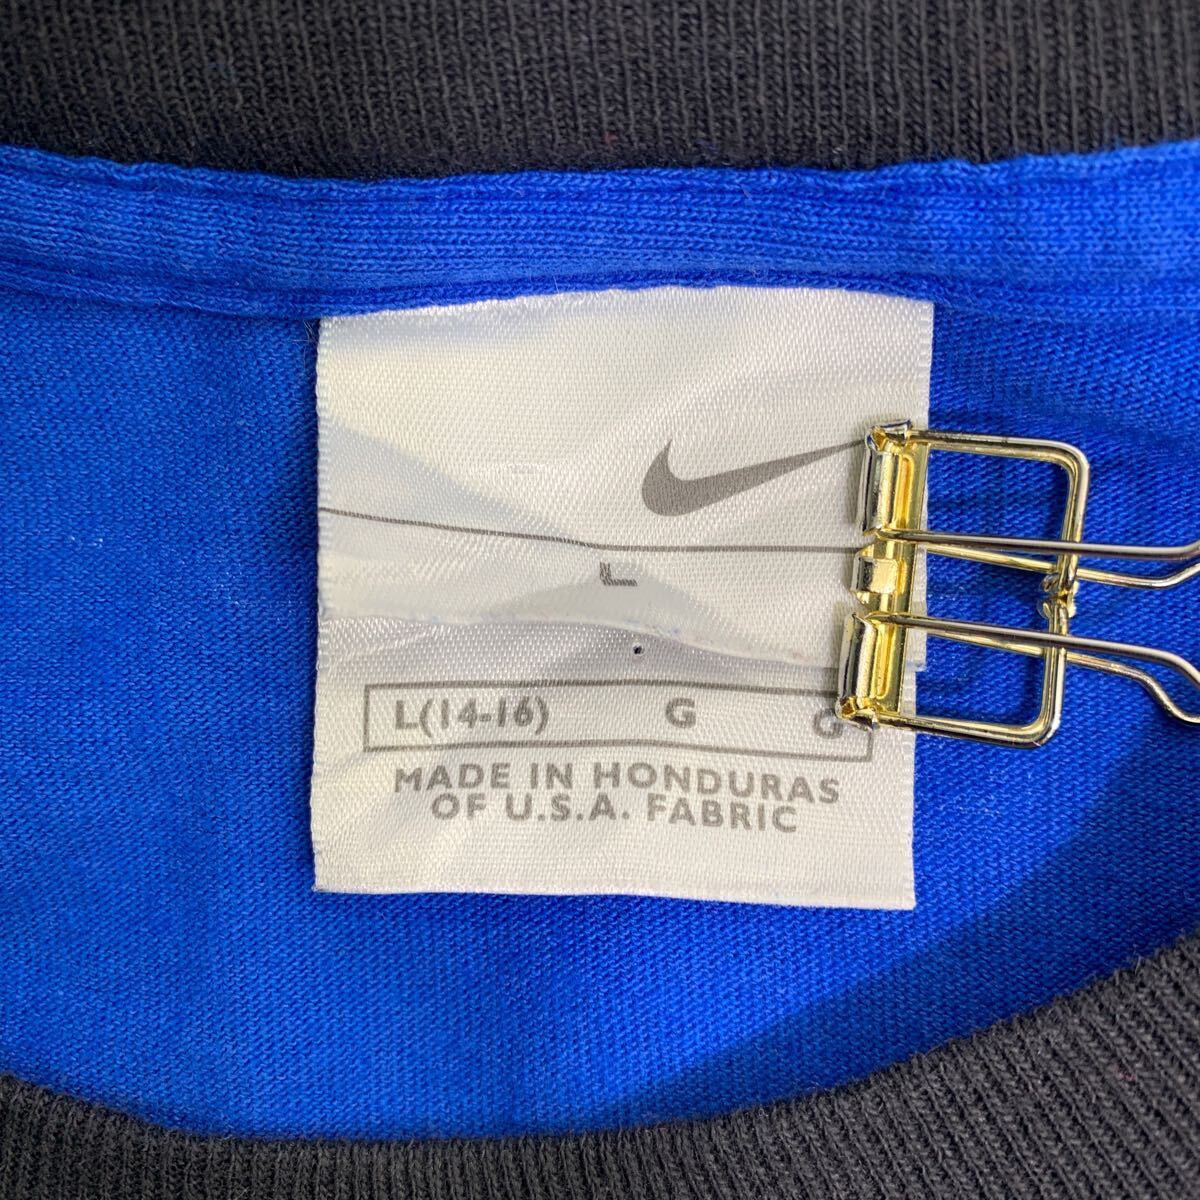 L
L(14-16) G G
MADE IN HONDURAS
OF U.S.A. FABRIC